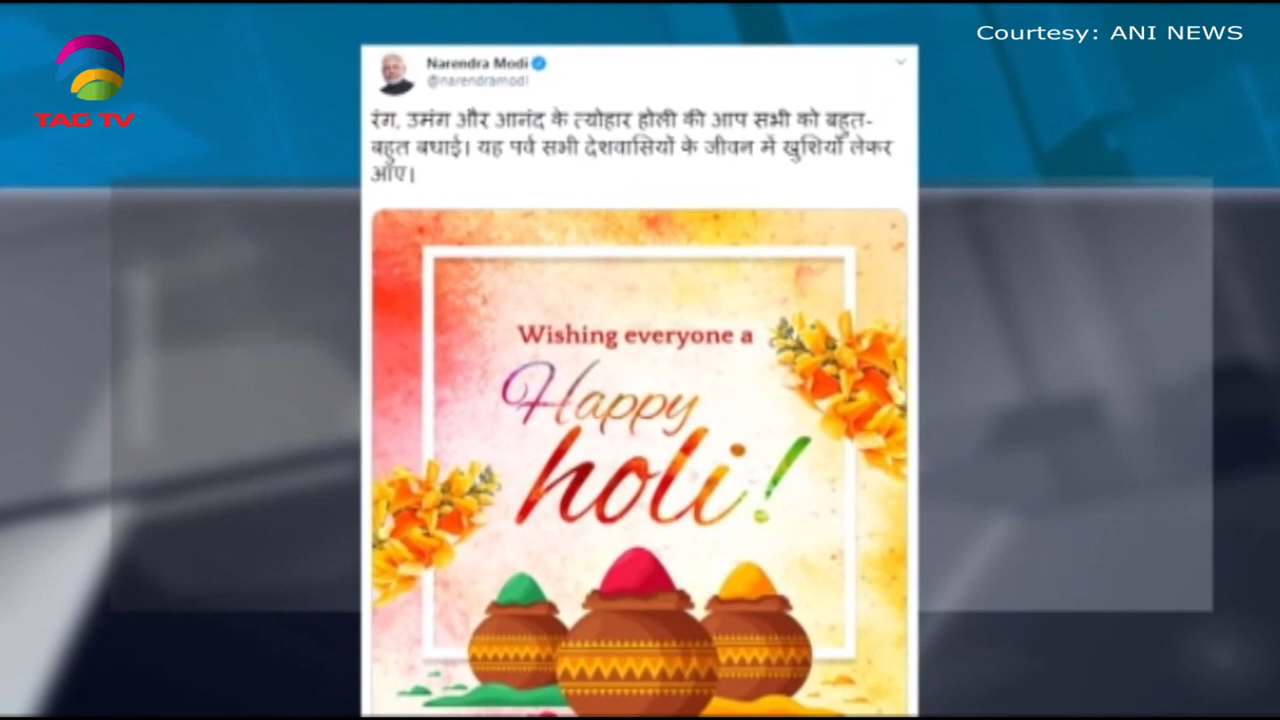 Courtesy: ANI NEWS
TAG TV
Narendra Modi
@narendramodi
रंग, उमंग और आनंद के त्योहार होली की आप सभी को बहुत-
बहुत बधाई। यह पर्व सभी देशवासियों के जीवन में खुशियाँ लेकर
आए।
Wishing everyone a
Happy
holi!